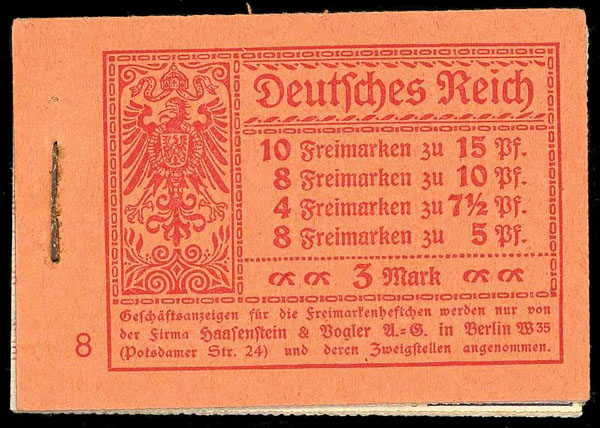 Deutsches Reich
10 Freimarken zu 15 Pf.
8 Freimarken zu 10 Pf.
4 Freimarken zu 7½ Pf.
8 Freimarken zu 5 Pf.
3 Mark
Geschäftsanzeigen für die Freimarkenheftchen werden nur von
der Firma Haasenstein & Vogler A.=G. in Berlin W 35
(Potsdamer Str. 24) und deren Zweigstellen angenommen.
8